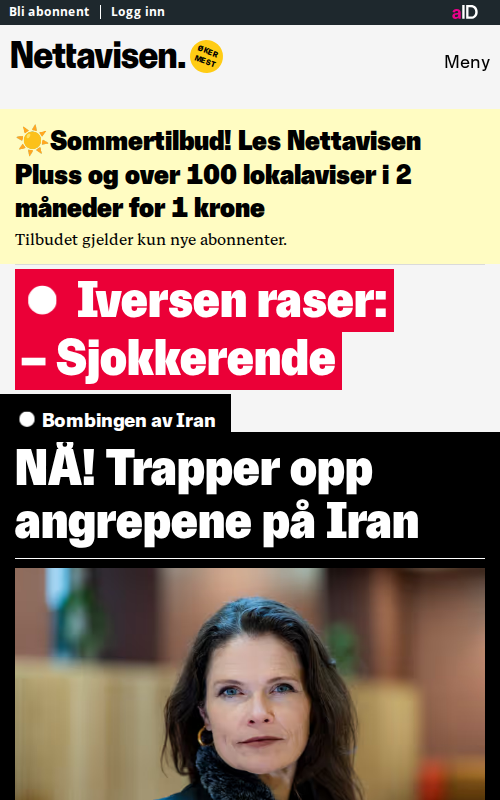 Bli abonnent | Logg inn
aID
Nettavisen.
ØKER
MEST
Meny
☀️Sommertilbud! Les Nettavisen
Pluss og over 100 lokalaviser i 2
måneder for 1 krone
Tilbudet gjelder kun nye abonnenter.
Iversen raser:
– Sjokkerende
Bombingen av Iran
NÅ! Trapper opp
angrepene på Iran